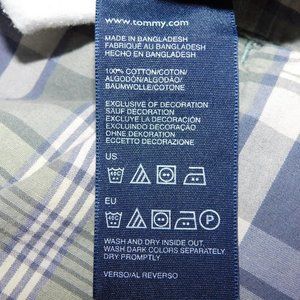 www.tommy.com
MADE IN BANGLADESH
FABRIQUÉ AU BANGLADESH
HECHO EN BANGLADESH
100% COTTON/COTON/
ALGODÓN/ALGODÃO/
BAUMWOLLE/COTONE
EXCLUSIVE OF DECORATION
SAUF DÉCORATION
EXCLUYE LA DECORACIÓN
EXCLUINDO DECORAÇÃO
OHNE DEKORATION
ECCETTO DECORAZIONE
US
EU
P
WASH AND DRY INSIDE OUT,
WASH DARK COLORS SEPARATELY
DRY PROMPTLY
VERSO/AL REVERSO